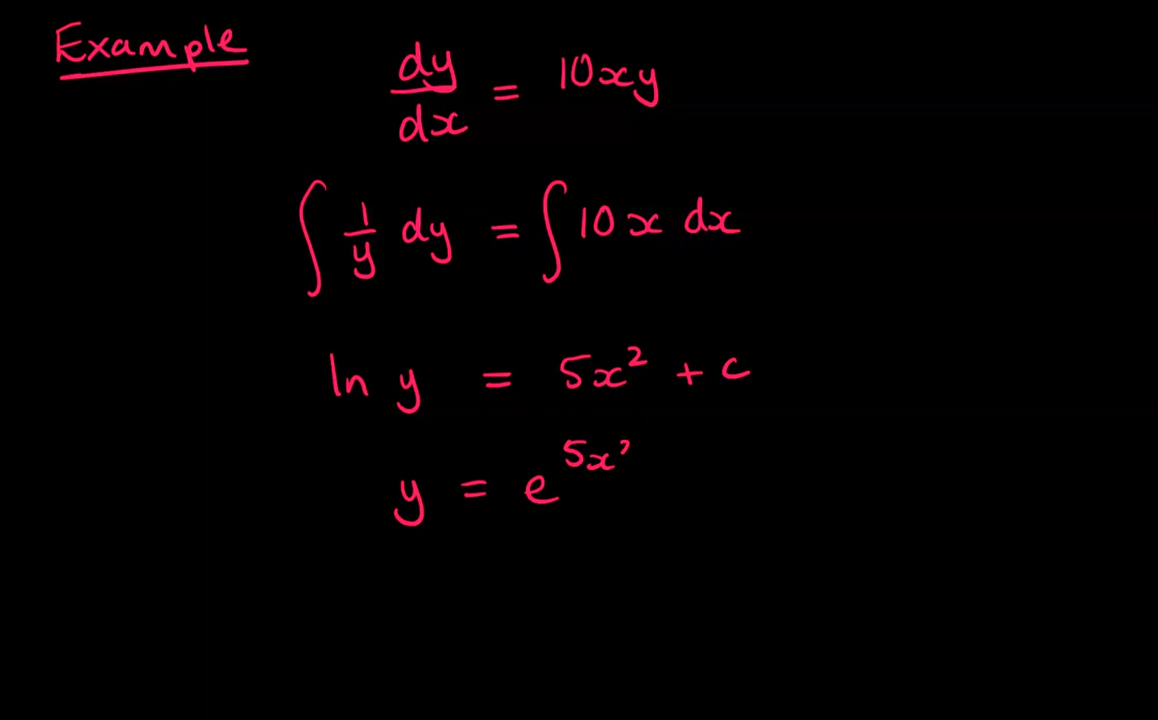 Example
dy/dx = 10xy
∫ 1/y dy = ∫ 10x dx
ln y = 5x² + c
y = e^5x²